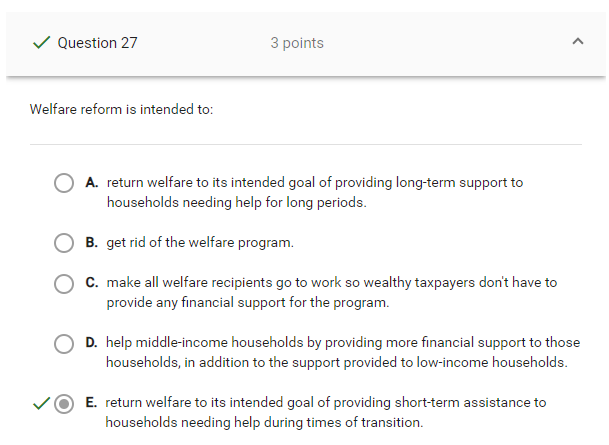 Question 27
3 points
Welfare reform is intended to:
A. return welfare to its intended goal of providing long-term support to
households needing help for long periods.
B. get rid of the welfare program.
C. make all welfare recipients go to work so wealthy taxpayers don't have to
provide any financial support for the program.
D. help middle-income households by providing more financial support to those
households, in addition to the support provided to low-income households.
E. return welfare to its intended goal of providing short-term assistance to
households needing help during times of transition.